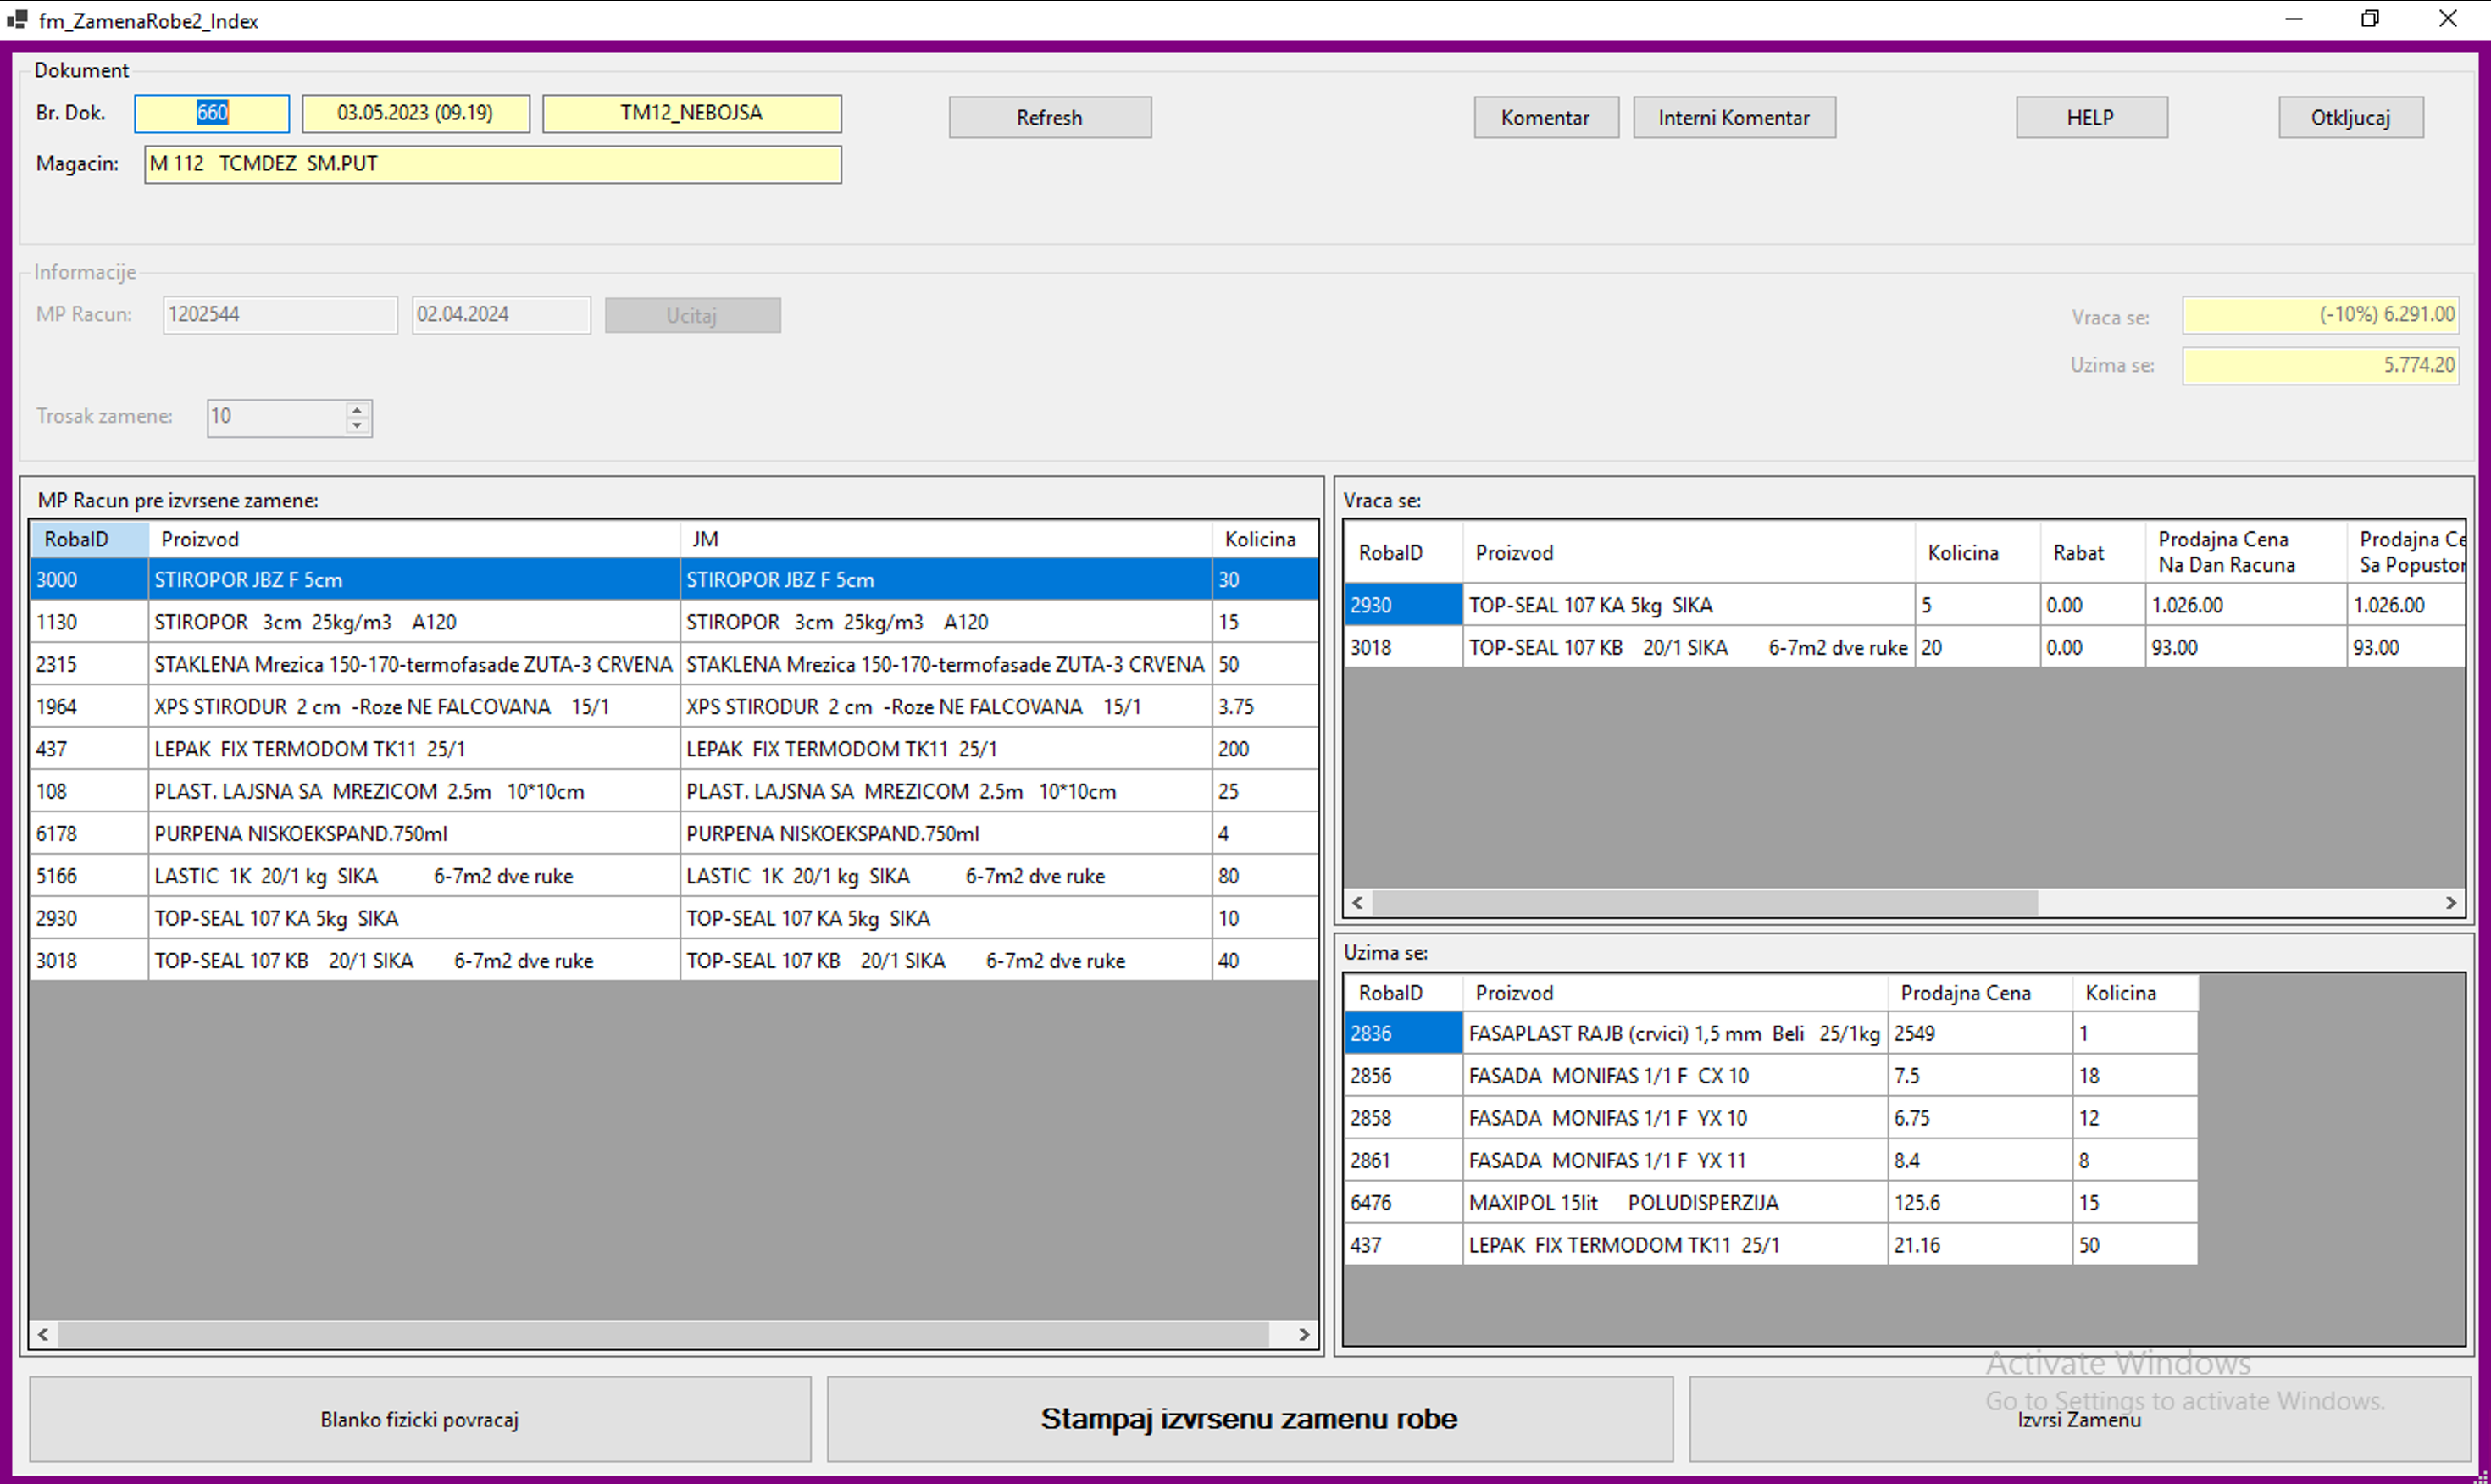 fm_ZamenaRobe2_Index
Dokument
Br. Dok. 660 03.05.2023 (09.19) TM12_NEBOJSA Refresh Komentar Interni Komentar HELP Otkljucaj
Magacin: M 112 TCMDEZ SM.PUT
Informacije
MP Racun: 1202544 02.04.2024 Ucitaj Vraca se: (-10%) 6.291.00
Uzima se: 5.774.20
Trosak zamene: 10
MP Racun pre izvrsene zamene:
RobaID Proizvod JM Kolicina
3000 STIROPOR JBZ F 5cm STIROPOR JBZ F 5cm 30
1130 STIROPOR 3cm 25kg/m3 A120 STIROPOR 3cm 25kg/m3 A120 15
2315 STAKLENA Mrezica 150-170-termofasade ZUTA-3 CRVENA STAKLENA Mrezica 150-170-termofasade ZUTA-3 CRVENA 50
1964 XPS STIRODUR 2 cm -Roze NE FALCOVANA 15/1 XPS STIRODUR 2 cm -Roze NE FALCOVANA 15/1 3.75
437 LEPAK FIX TERMODOM TK11 25/1 LEPAK FIX TERMODOM TK11 25/1 200
108 PLAST. LAJSNA SA MREZICOM 2.5m 10*10cm PLAST. LAJSNA SA MREZICOM 2.5m 10*10cm 25
6178 PURPENA NISKOEKSPAND.750ml PURPENA NISKOEKSPAND.750ml 4
5166 LASTIC 1K 20/1 kg SIKA 6-7m2 dve ruke LASTIC 1K 20/1 kg SIKA 6-7m2 dve ruke 80
2930 TOP-SEAL 107 KA 5kg SIKA TOP-SEAL 107 KA 5kg SIKA 10
3018 TOP-SEAL 107 KB 20/1 SIKA 6-7m2 dve ruke TOP-SEAL 107 KB 20/1 SIKA 6-7m2 dve ruke 40
Vraca se:
RobaID Proizvod Kolicina Rabat Prodajna Cena Na Dan Racuna Prodajna Ce Sa Popustor
2930 TOP-SEAL 107 KA 5kg SIKA 5 0.00 1.026.00 1.026.00
3018 TOP-SEAL 107 KB 20/1 SIKA 6-7m2 dve ruke 20 0.00 93.00 93.00
Uzima se:
RobaID Proizvod Prodajna Cena Kolicina
2836 FASAPLAST RAJB (crvici) 1,5 mm Beli 25/1kg 2549 1
2856 FASADA MONIFAS 1/1 F CX 10 7.5 18
2858 FASADA MONIFAS 1/1 F YX 10 6.75 12
2861 FASADA MONIFAS 1/1 F YX 11 8.4 8
6476 MAXIPOL 15lit POLUDISPERZIJA 125.6 15
437 LEPAK FIX TERMODOM TK11 25/1 21.16 50
Activate Windows
Go to Settings to activate Windows.
Blanko fizicki povracaj Stampaj izvrsenu zamenu robe Izvrsi Zamenu